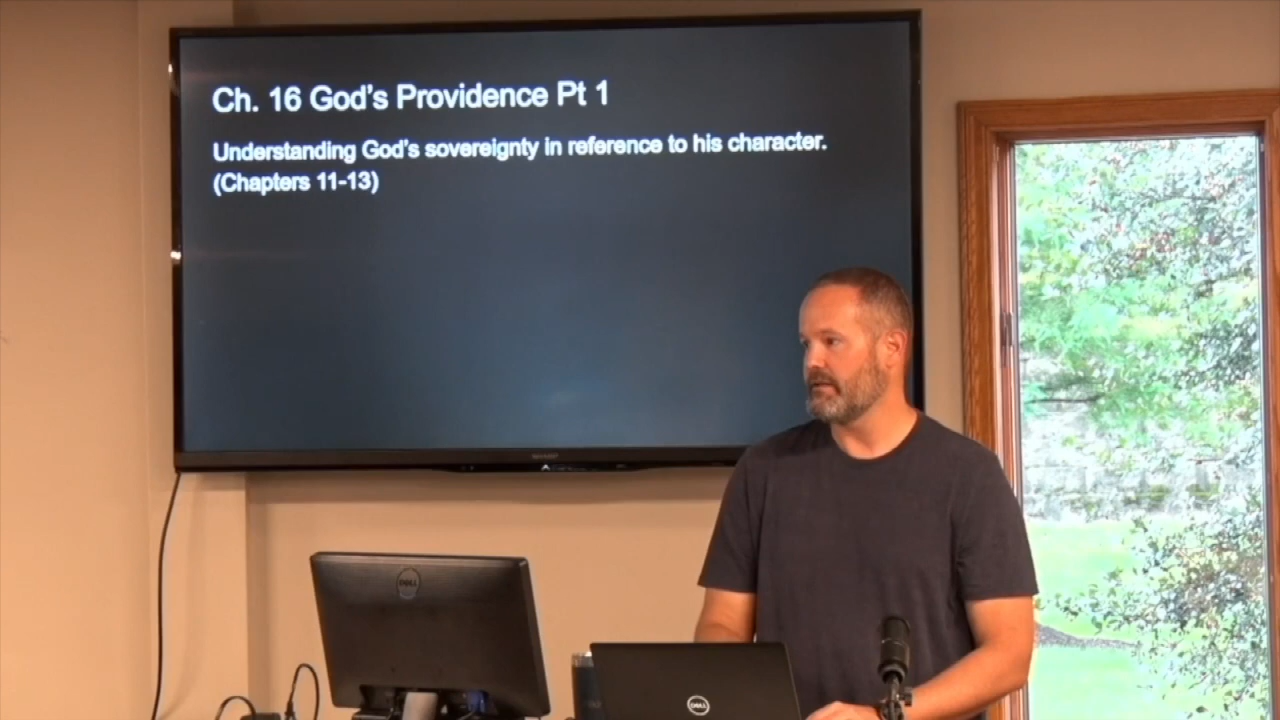 Ch. 16 God's Providence Pt 1
Understanding God's sovereignty in reference to his character.
(Chapters 11-13)
SHARP
DELL
DELL